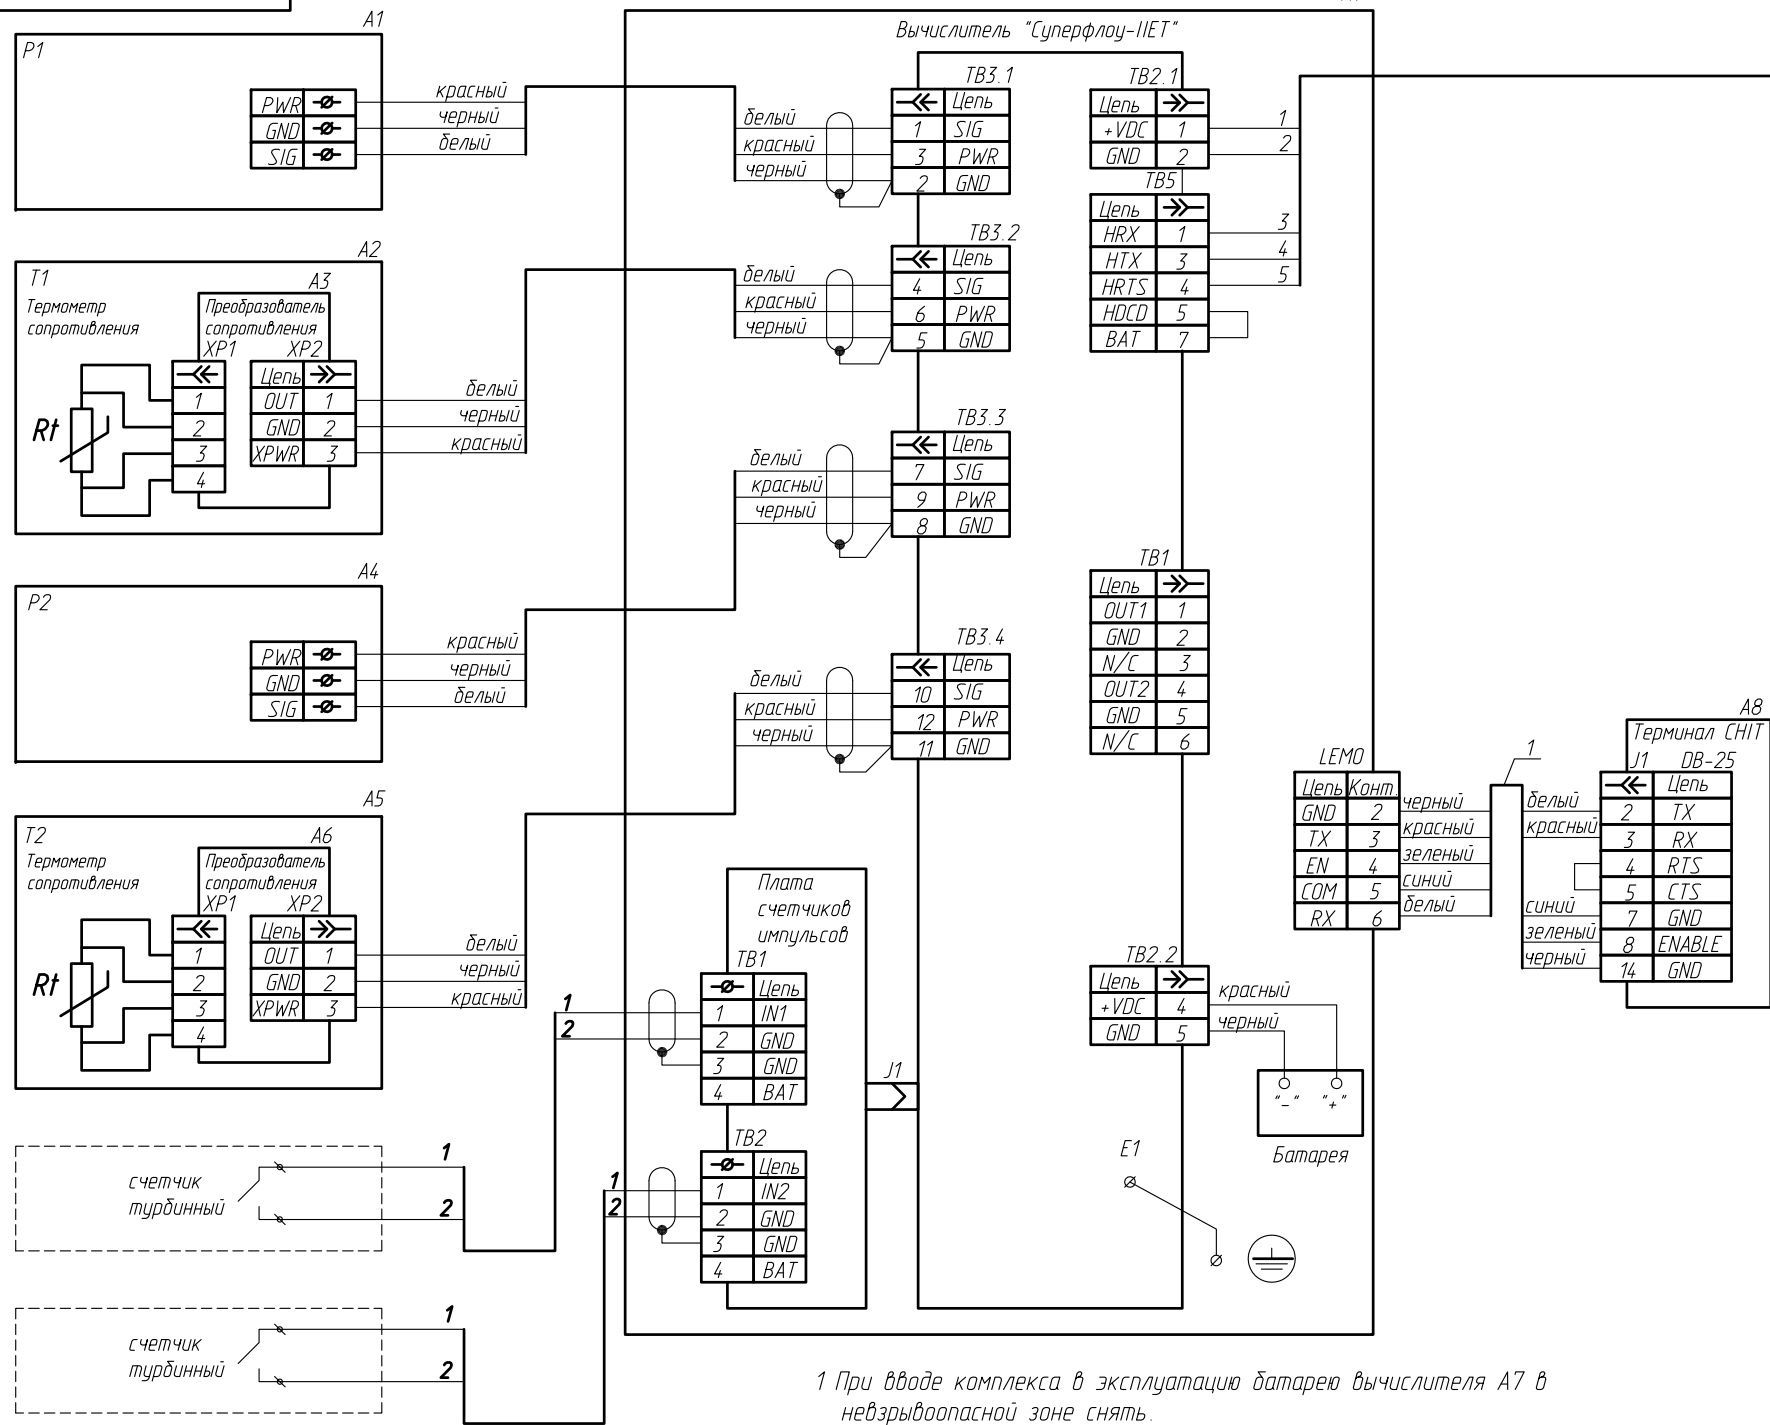 A1
P1
PWR
GND
SIG
красный
черный
белый
A2
T1
Термометр
сопротивления
A3
Преобразователь
сопротивления
XP1
XP2
Цепь
1 OUT 1
2 GND 2
3 XPWR 3
4
Rt
белый
черный
красный
A4
P2
PWR
GND
SIG
красный
черный
белый
A5
T2
Термометр
сопротивления
A6
Преобразователь
сопротивления
XP1
XP2
Цепь
1 OUT 1
2 GND 2
3 XPWR 3
4
Rt
белый
черный
красный
счетчик
турбинный
1
2
счетчик
турбинный
1
2
Вычислитель "Суперфлоу-IIЕТ"
TB3.1
Цепь
белый 1 SIG
красный 3 PWR
черный 2 GND
TB3.2
Цепь
белый 4 SIG
красный 6 PWR
черный 5 GND
TB3.3
Цепь
белый 7 SIG
красный 9 PWR
черный 8 GND
TB3.4
Цепь
белый 10 SIG
красный 12 PWR
черный 11 GND
Плата
счетчиков
импульсов
TB1
Цепь
1 1 IN1
2 2 GND
3 GND
4 BAT
J1
TB2
Цепь
1 1 IN2
2 2 GND
3 GND
4 BAT
TB2.1
Цепь
+VDC 1 1
GND 2 2
TB5
Цепь
HRX 1 3
HTX 3 4
HRTS 4 5
HDCD 5
BAT 7
TB1
Цепь
OUT1 1
GND 2
N/C 3
OUT2 4
GND 5
N/C 6
TB2.2
Цепь
+VDC 4 красный
GND 5 черный
"-" "+"
Батарея
E1
LEMO
Цепь Конт.
GND 2 черный
TX 3 красный
EN 4 зеленый
COM 5 синий
RX 6 белый
1
A8
Терминал CHIT
J1 DB-25
Цепь
белый 2 TX
красный 3 RX
4 RTS
5 CTS
синий 7 GND
зеленый 8 ENABLE
черный 14 GND
1 При вводе комплекса в эксплуатацию батарею вычислителя А7 в
невзрывоопасной зоне снять.